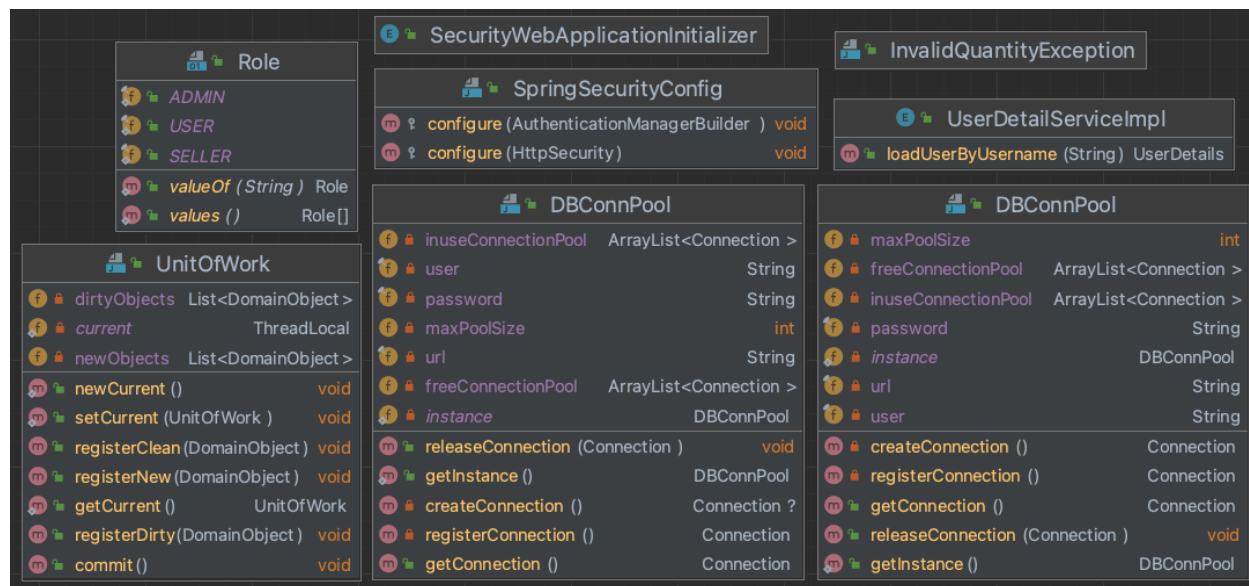 Role
ADMIN
USER
SELLER
valueOf (String) Role
values () Role[]
SecurityWebApplicationInitializer
InvalidQuantityException
SpringSecurityConfig
configure (AuthenticationManagerBuilder ) void
configure (HttpSecurity) void
UserDetailServiceImpl
loadUserByUsername (String) UserDetails
UnitOfWork
dirtyObjects List<DomainObject>
current ThreadLocal
newObjects List<DomainObject>
newCurrent () void
setCurrent (UnitOfWork ) void
registerClean (DomainObject) void
registerNew (DomainObject) void
getCurrent () UnitOfWork
registerDirty (DomainObject) void
commit () void
DBConnPool
inuseConnectionPool ArrayList<Connection >
user String
password String
maxPoolSize int
url String
freeConnectionPool ArrayList<Connection >
instance DBConnPool
releaseConnection (Connection ) void
getInstance () DBConnPool
createConnection () Connection ?
registerConnection () Connection
getConnection () Connection
DBConnPool
maxPoolSize int
freeConnectionPool ArrayList<Connection >
inuseConnectionPool ArrayList<Connection >
password String
instance DBConnPool
url String
user String
createConnection () Connection
registerConnection () Connection
getConnection () Connection
releaseConnection (Connection ) void
getInstance () DBConnPool